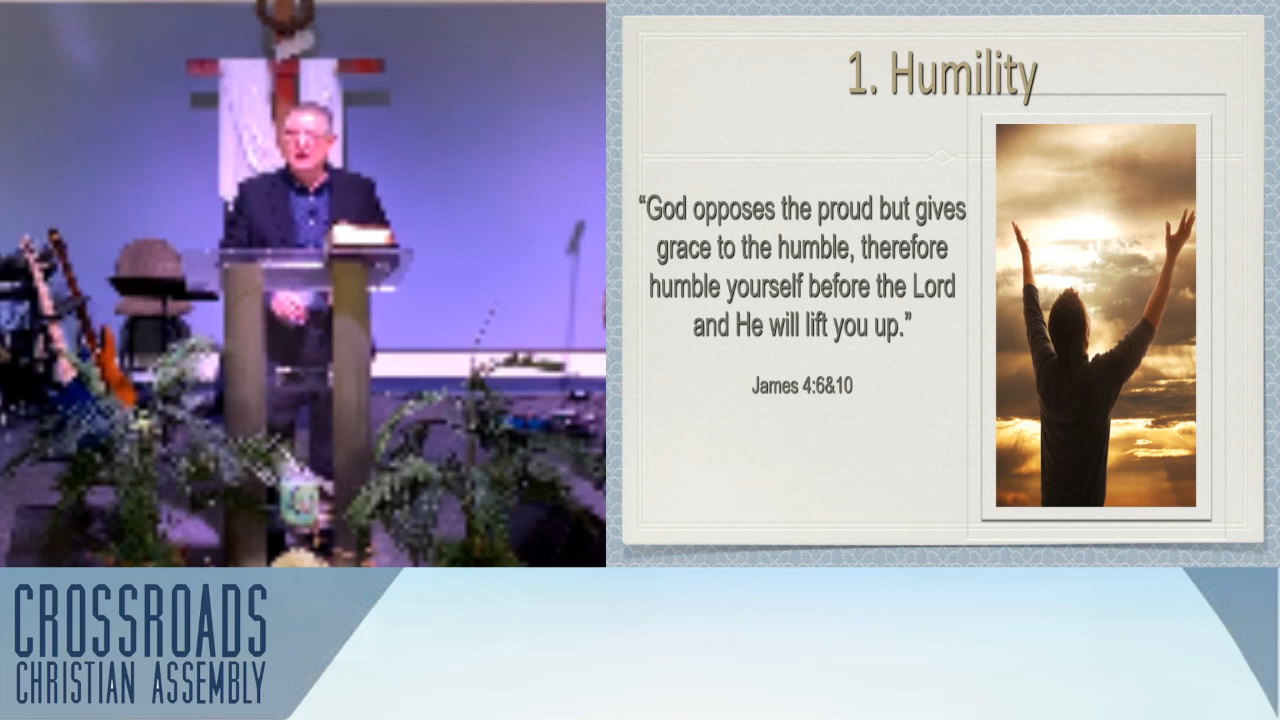 1. Humility
“God opposes the proud but gives
grace to the humble, therefore
humble yourself before the Lord
and He will lift you up.”
James 4:6&10
CROSSROADS
CHRISTIAN ASSEMBLY